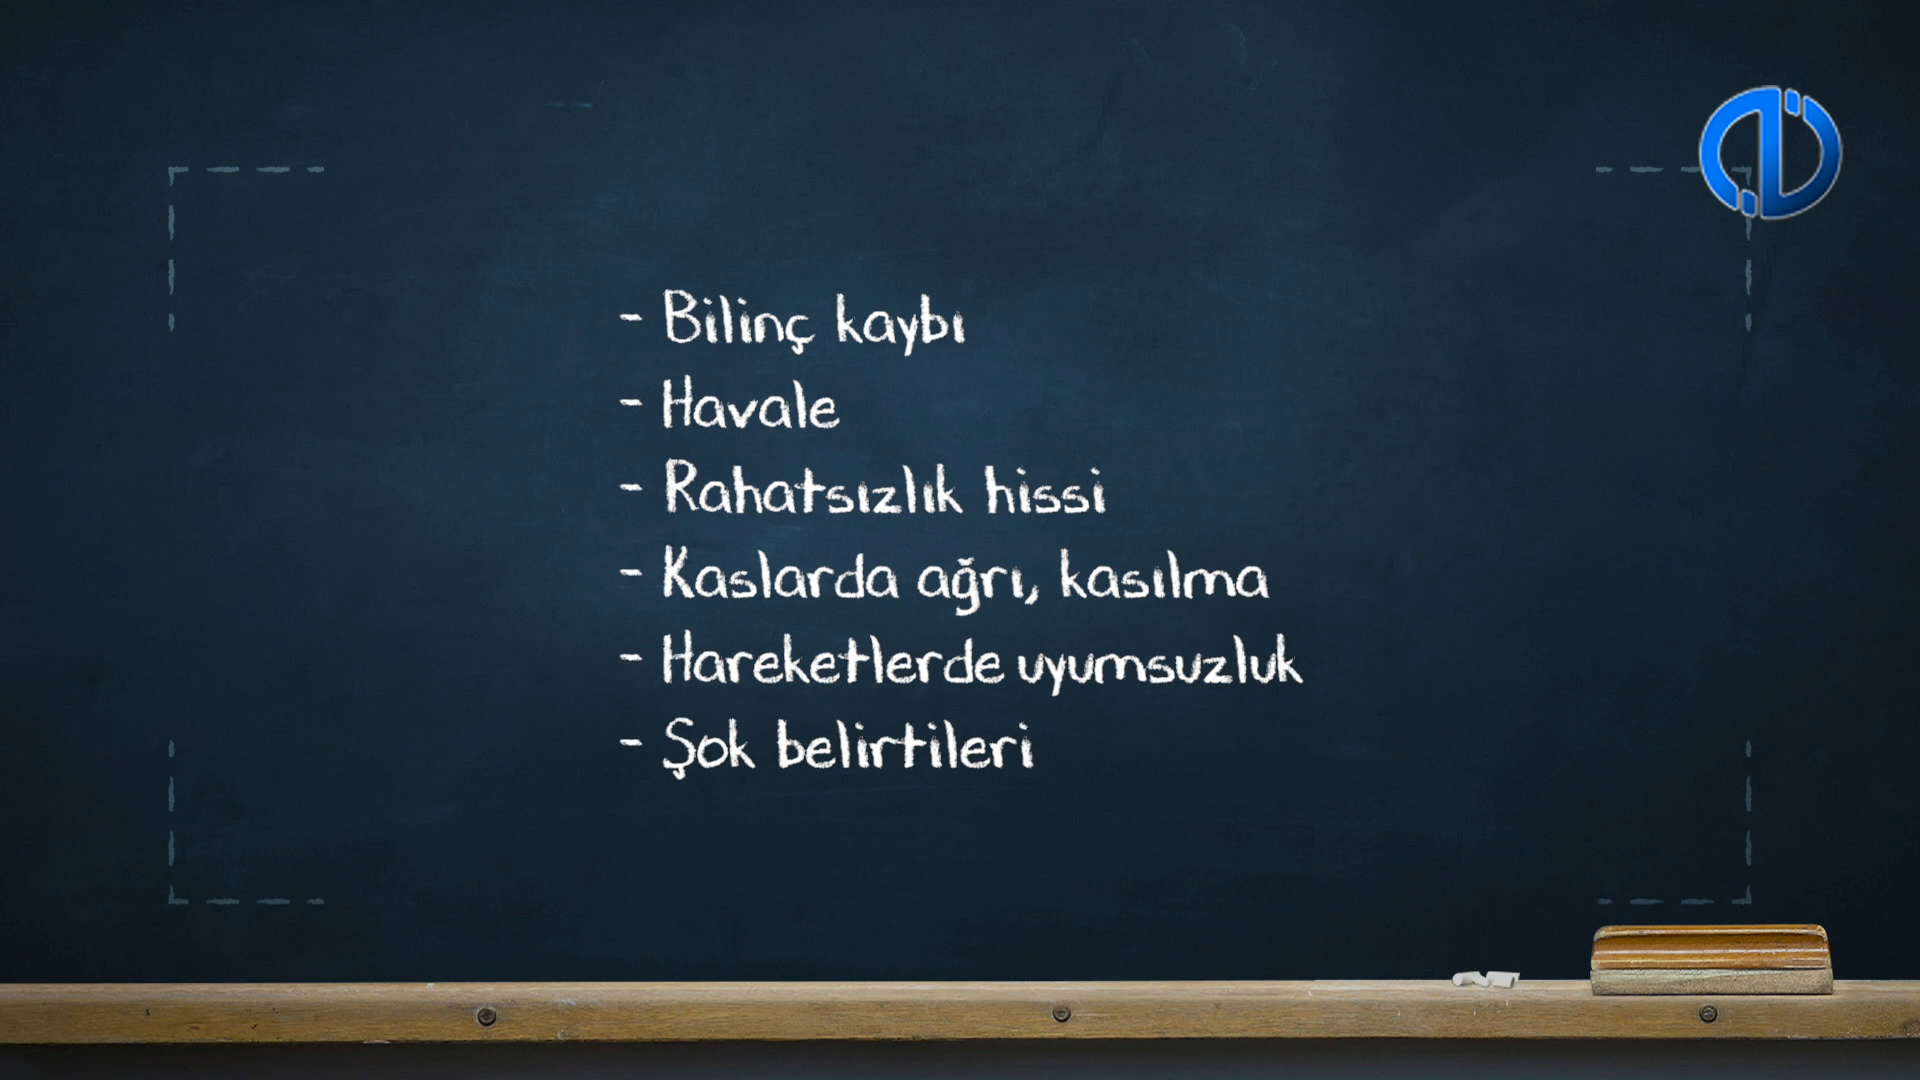 - Bilinç kaybı
- Havale
- Rahatsızlık hissi
- Kaslarda ağrı, kasılma
- Hareketlerde uyumsuzluk
- Şok belirtileri